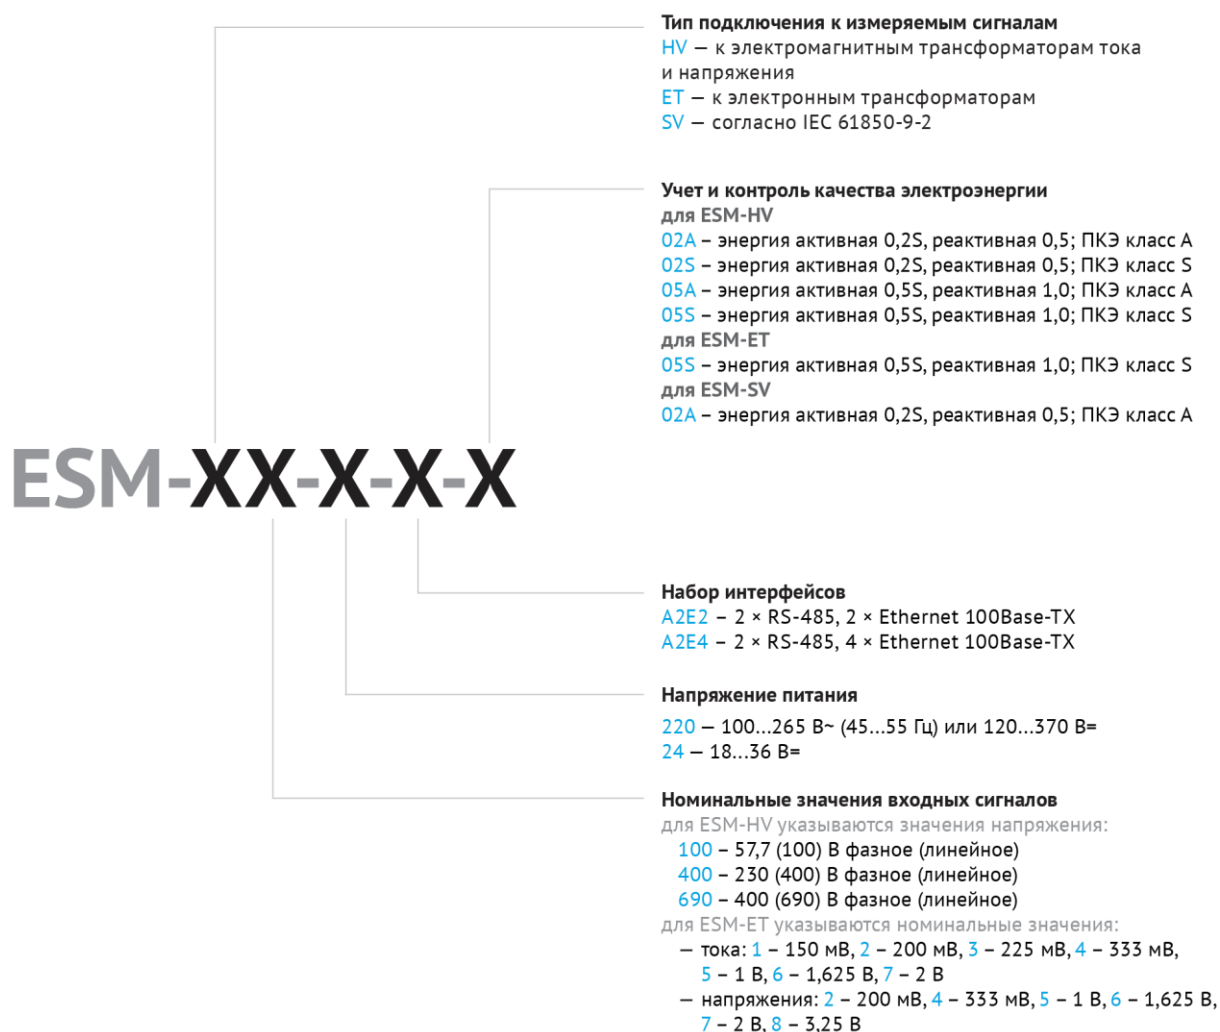 Тип подключения к измеряемым сигналам
HV — к электромагнитным трансформаторам тока
и напряжения
ET — к электронным трансформаторам
SV — согласно IEC 61850-9-2
Учет и контроль качества электроэнергии
для ESM-HV
02A – энергия активная 0,2S, реактивная 0,5; ПКЭ класс A
02S – энергия активная 0,2S, реактивная 0,5; ПКЭ класс S
05A – энергия активная 0,5S, реактивная 1,0; ПКЭ класс A
05S – энергия активная 0,5S, реактивная 1,0; ПКЭ класс S
для ESM-ET
05S – энергия активная 0,5S, реактивная 1,0; ПКЭ класс S
для ESM-SV
02A – энергия активная 0,2S, реактивная 0,5; ПКЭ класс A
ESM-XX-X-X-X
Набор интерфейсов
A2E2 – 2 × RS-485, 2 × Ethernet 100Base-TX
A2E4 – 2 × RS-485, 4 × Ethernet 100Base-TX
Напряжение питания
220 — 100...265 В~ (45...55 Гц) или 120...370 В=
24 — 18...36 В=
Номинальные значения входных сигналов
для ESM-HV указываются значения напряжения:
100 – 57,7 (100) В фазное (линейное)
400 – 230 (400) В фазное (линейное)
690 – 400 (690) В фазное (линейное)
для ESM-ET указываются номинальные значения:
— тока: 1 – 150 мВ, 2 – 200 мВ, 3 – 225 мВ, 4 – 333 мВ,
5 – 1 В, 6 – 1,625 В, 7 – 2 В
— напряжения: 2 – 200 мВ, 4 – 333 мВ, 5 – 1 В, 6 – 1,625 В,
7 – 2 В, 8 – 3,25 В